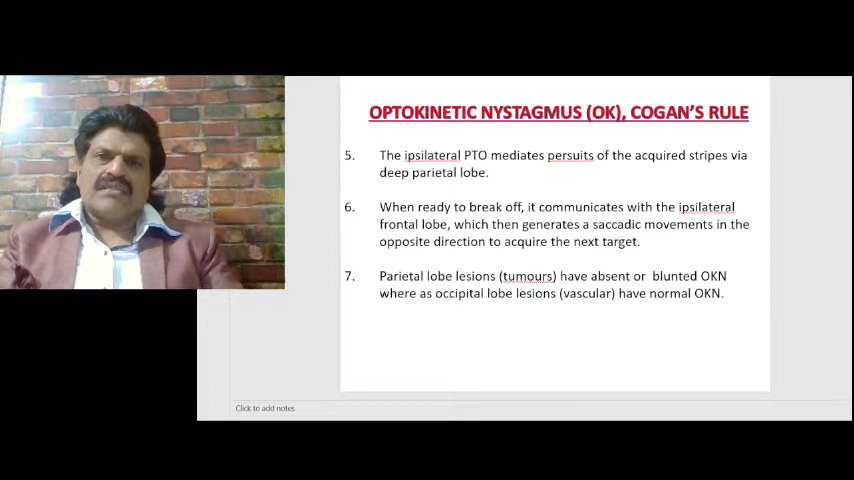 OPTOKINETIC NYSTAGMUS (OK), COGAN'S RULE
5. The ipsilateral PTO mediates persuits of the acquired stripes via
deep parietal lobe.
6. When ready to break off, it communicates with the ipsilateral
frontal lobe, which then generates a saccadic movements in the
opposite direction to acquire the next target.
7. Parietal lobe lesions (tumours) have absent or blunted OKN
where as occipital lobe lesions (vascular) have normal OKN.
Click to add notes